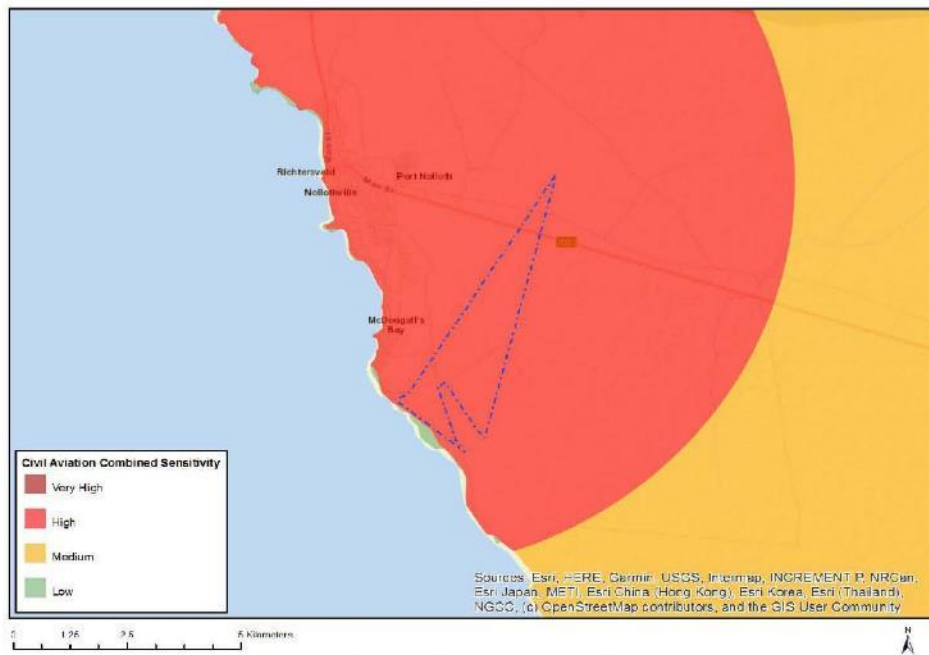 Richtersveld
Port Nolloth
Nollothville
McDougall's
Bay
Civil Aviation Combined Sensitivity
Very High
High
Medium
Low
Sources: Esri, HERE, Garmin, USGS, Intermap, INCREMENT P, NRCan,
Esri Japan, METI, Esri China (Hong Kong), Esri Korea, Esri (Thailand),
NGCC, (c) OpenStreetMap contributors, and the GIS User Community
0 1.25 2.5 5 Kilometers
N